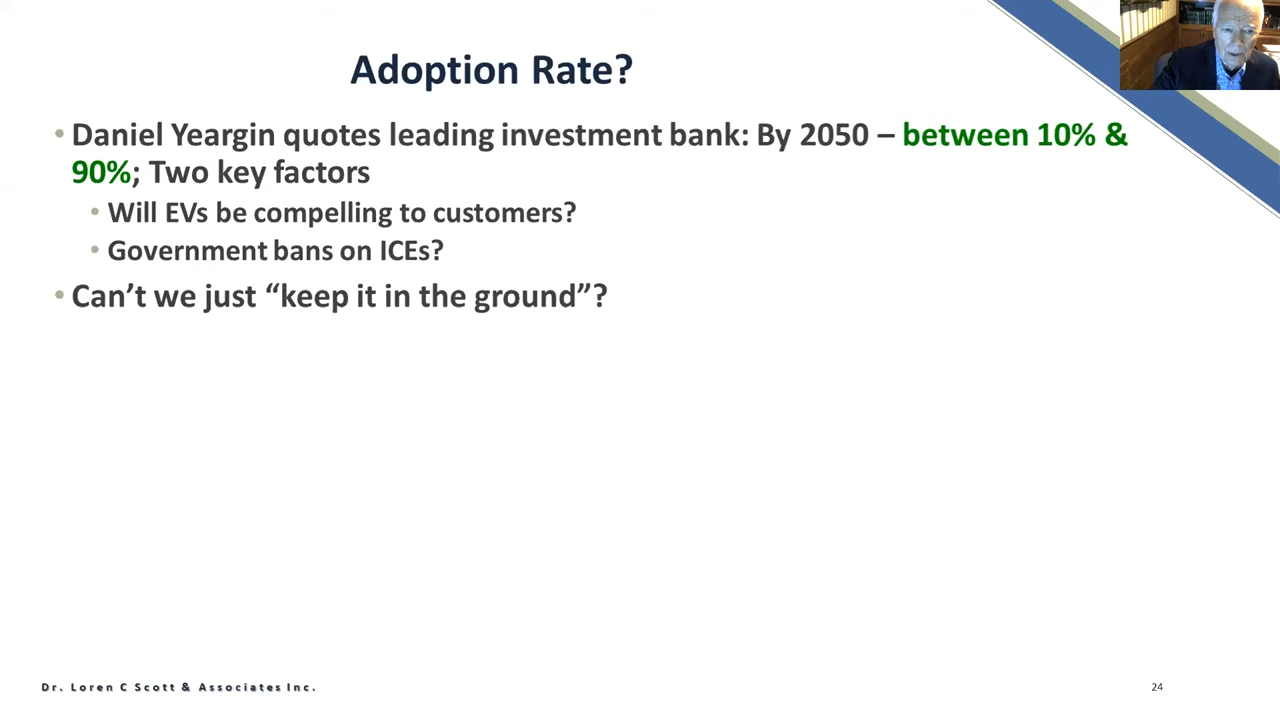 Adoption Rate?
• Daniel Yeargin quotes leading investment bank: By 2050 – between 10% &
90%; Two key factors
• Will EVs be compelling to customers?
• Government bans on ICEs?
• Can’t we just “keep it in the ground”?
Dr. Loren C Scott & Associates Inc.
24